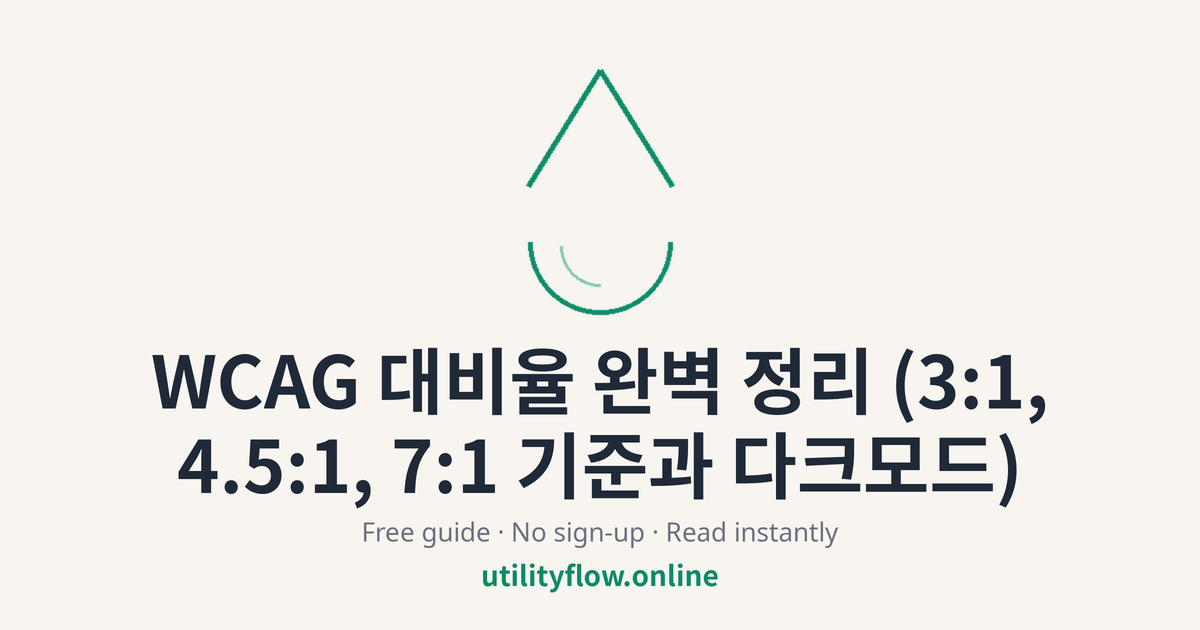 WCAG 대비율 완벽 정리 (3:1,
4.5:1, 7:1 기준과 다크모드)
Free guide · No sign-up · Read instantly
utilityflow.online